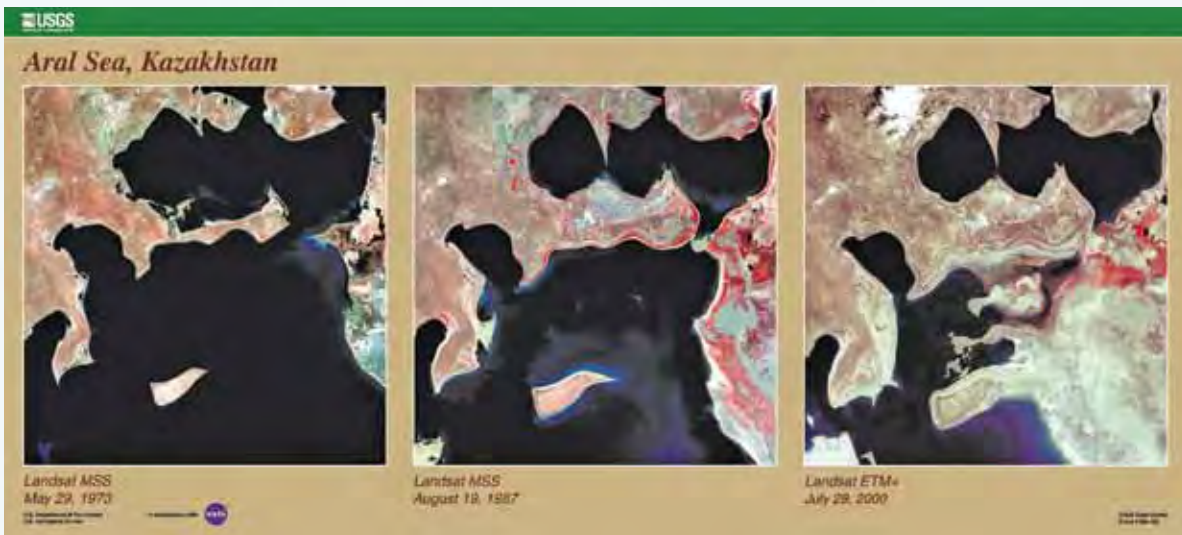 USGS
Aral Sea, Kazakhstan
Landsat MSS
May 29, 1973
Landsat MSS
August 19, 1987
Landsat ETM+
July 29, 2000